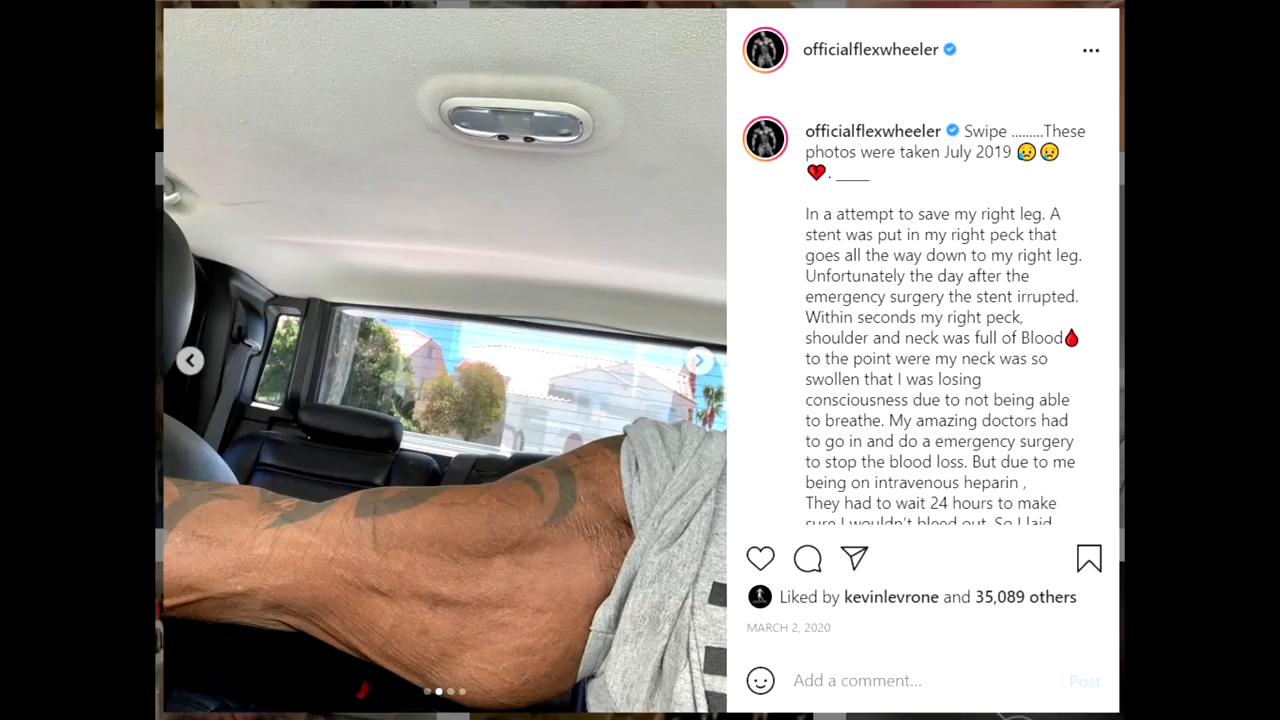 officialflexwheeler
officialflexwheeler Swipe .........These
photos were taken July 2019 😥😥
💔. _____
In a attempt to save my right leg. A
stent was put in my right peck that
goes all the way down to my right leg.
Unfortunately the day after the
emergency surgery the stent irrupted.
Within seconds my right peck,
shoulder and neck was full of Blood🩸
to the point were my neck was so
swollen that I was losing
consciousness due to not being able
to breathe. My amazing doctors had
to go in and do a emergency surgery
to stop the blood loss. But due to me
being on intravenous heparin ,
They had to wait 24 hours to make
sure I wouldn't bleed out. So I laid
Liked by kevinlevrone and 35,089 others
MARCH 2, 2020
Add a comment... Post